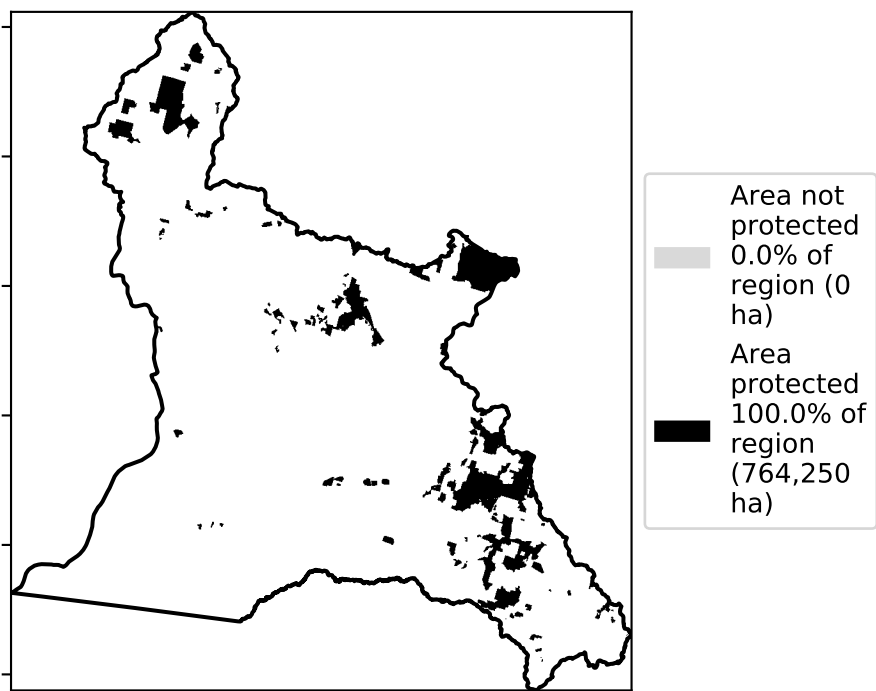 Area not
protected
0.0% of
region (0
ha)
Area
protected
100.0% of
region
(764,250
ha)